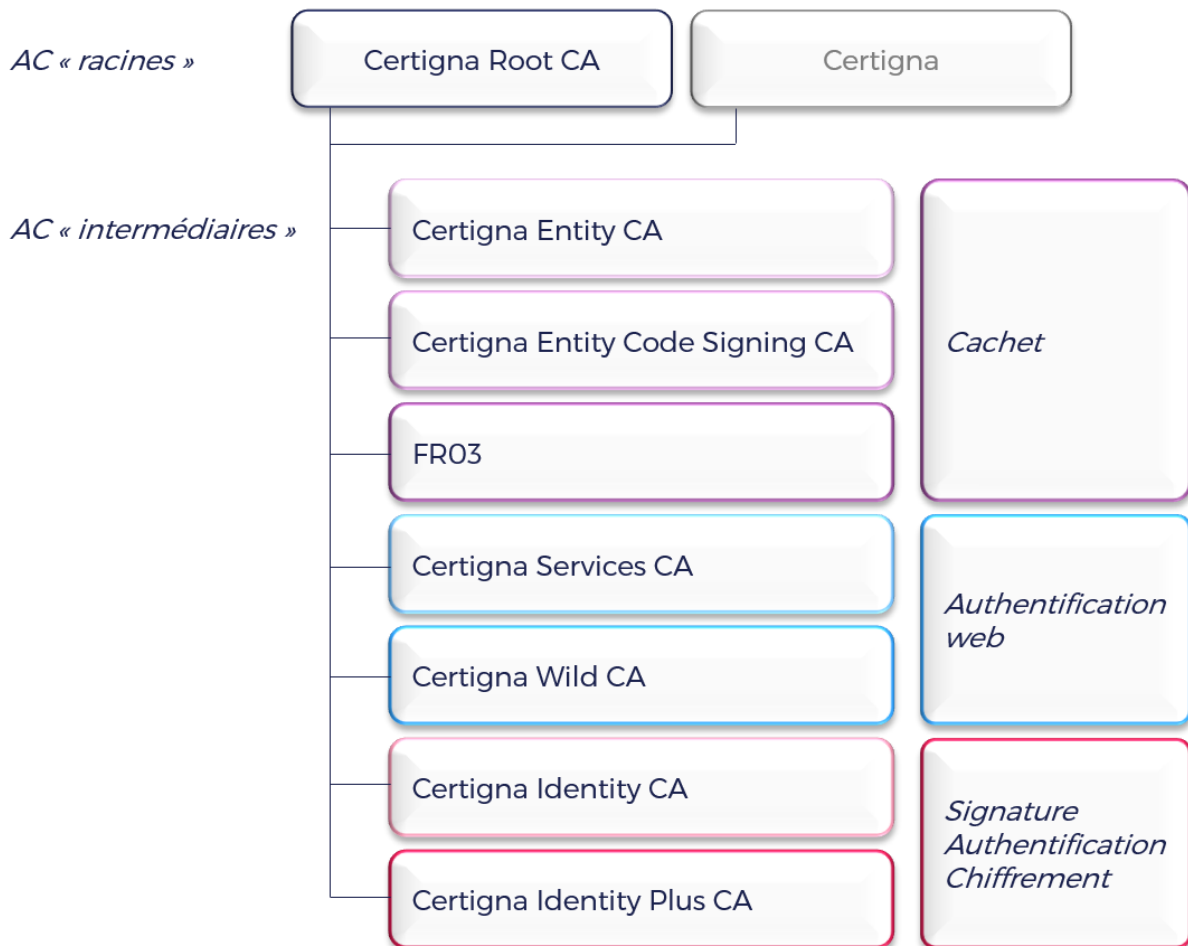 AC « racines »
Certigna Root CA
Certigna
AC « intermédiaires »
Certigna Entity CA
Certigna Entity Code Signing CA
FR03
Cachet
Certigna Services CA
Certigna Wild CA
Authentification
web
Certigna Identity CA
Certigna Identity Plus CA
Signature
Authentification
Chiffrement